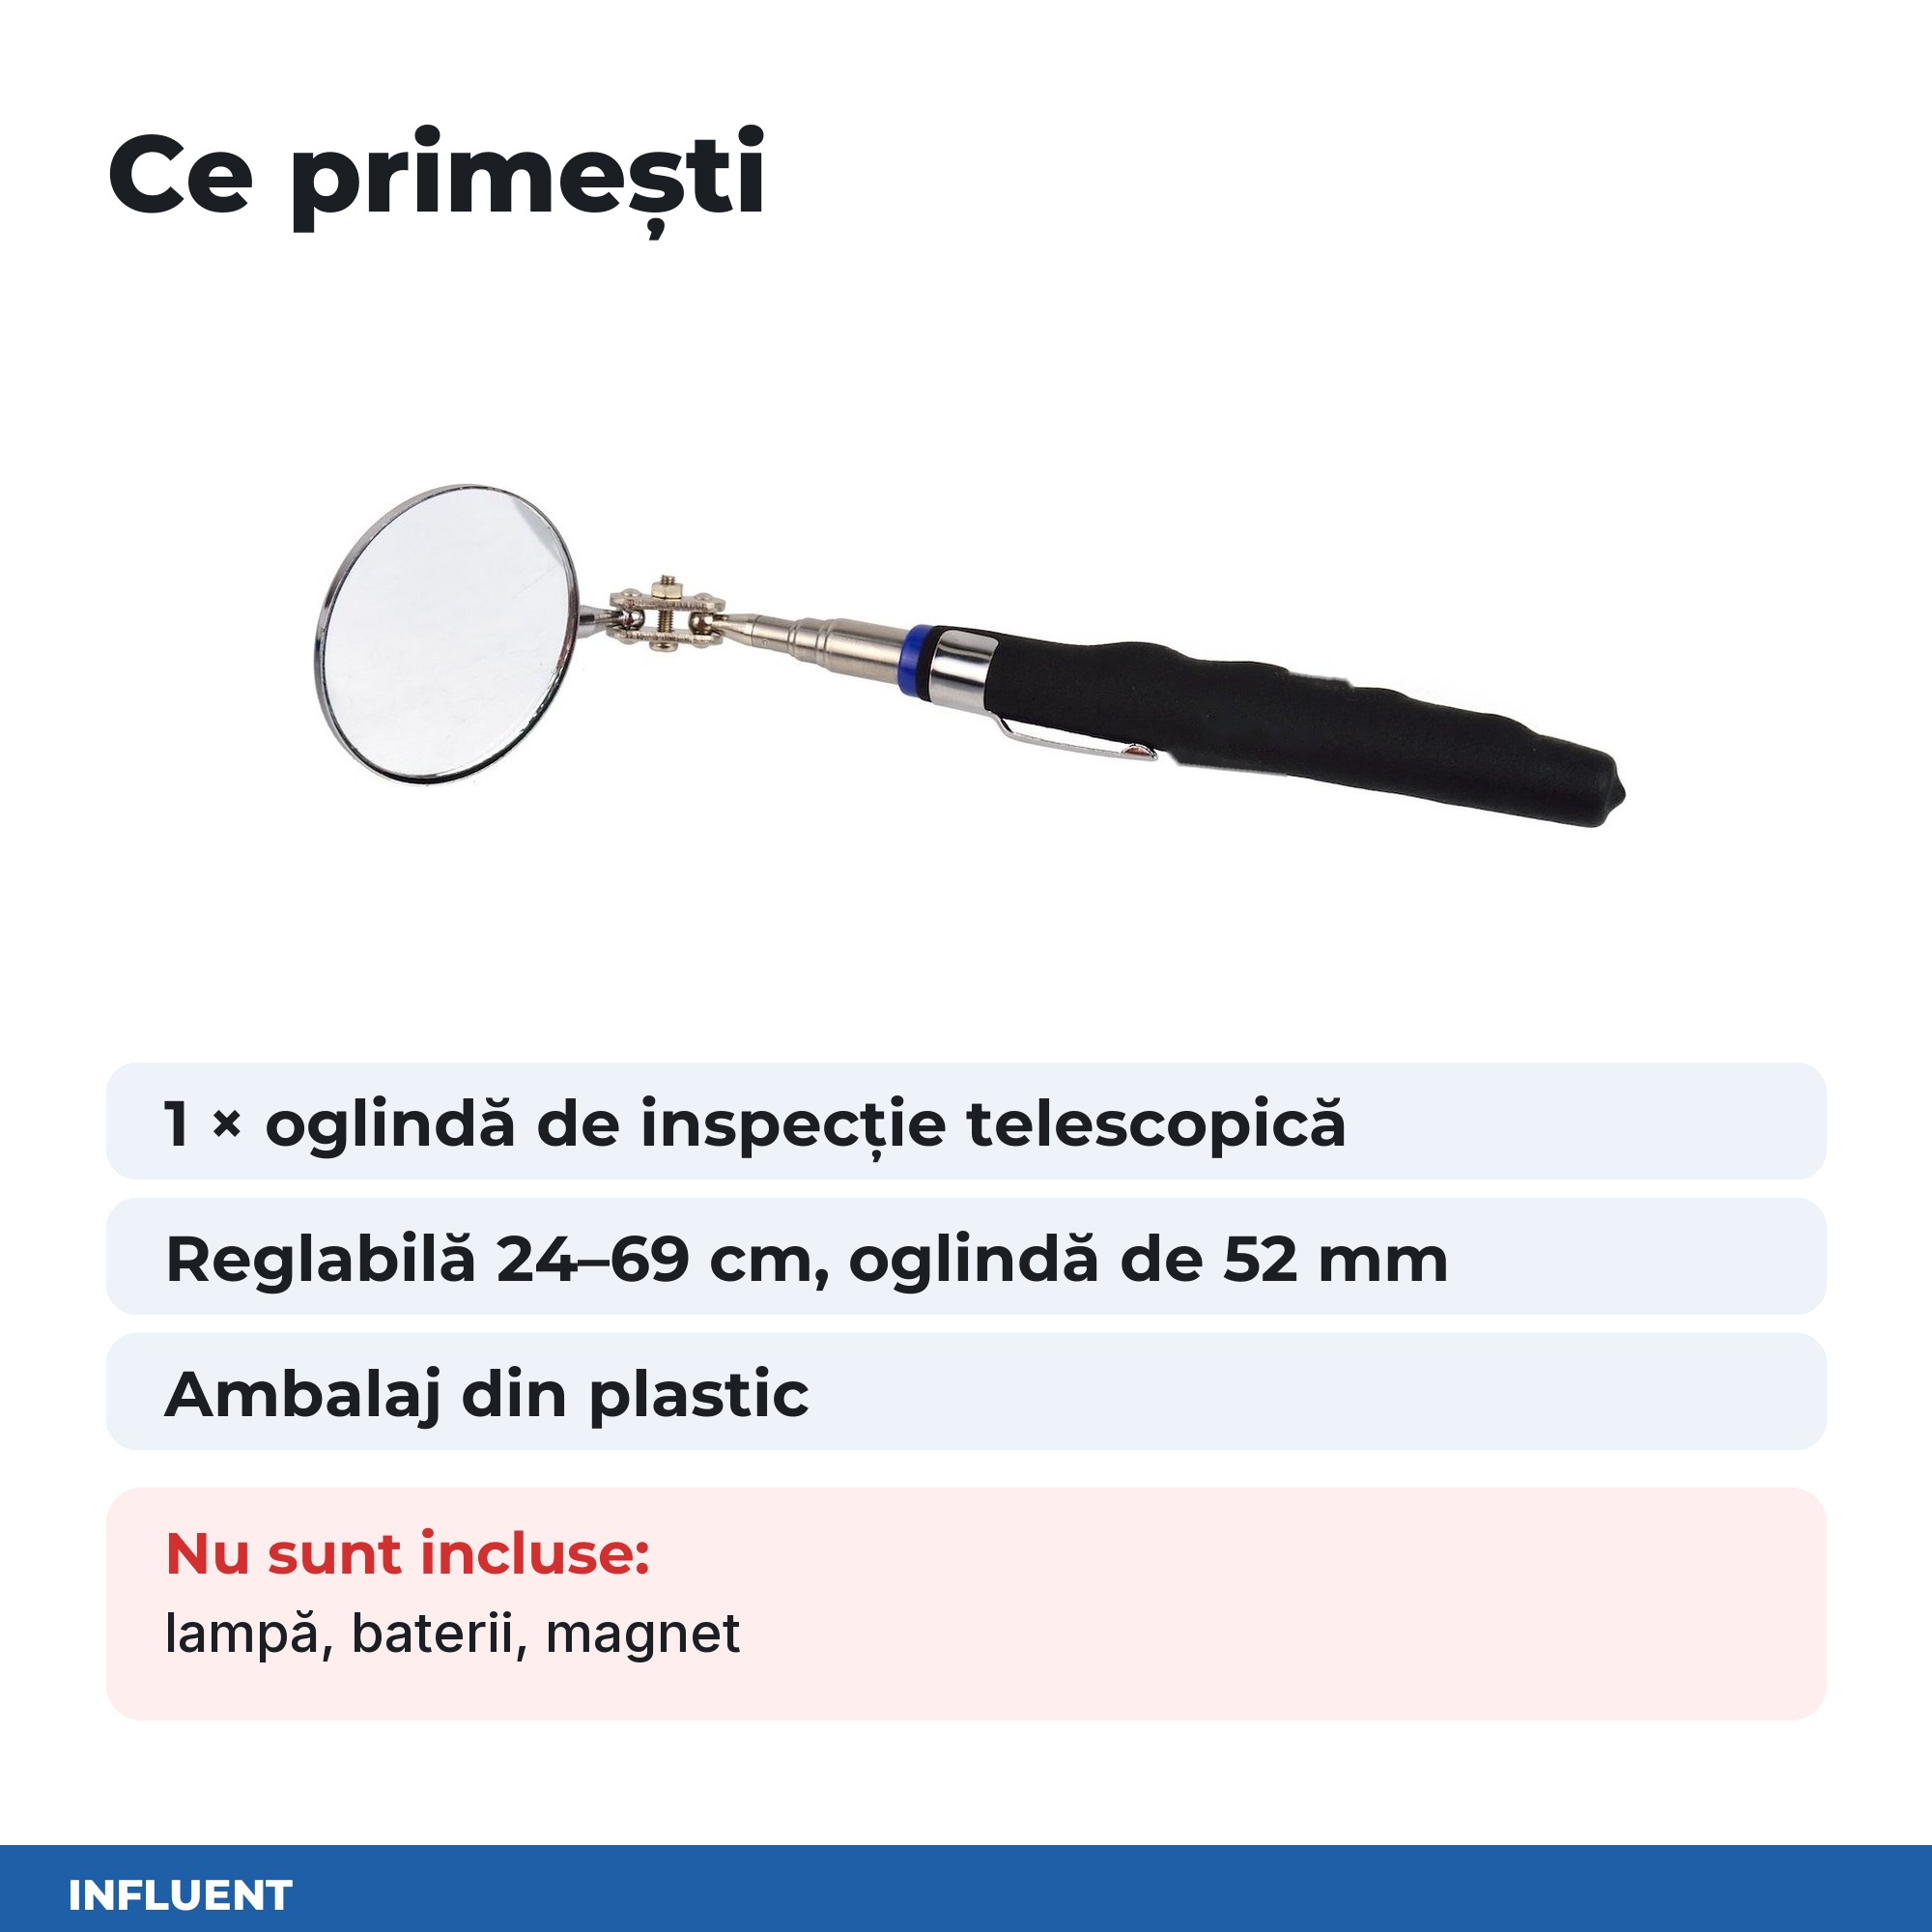 Ce primești
1 × oglindă de inspecție telescopică
Reglabilă 24–69 cm, oglindă de 52 mm
Ambalaj din plastic
Nu sunt incluse:
lampă, baterii, magnet
INFLUENT